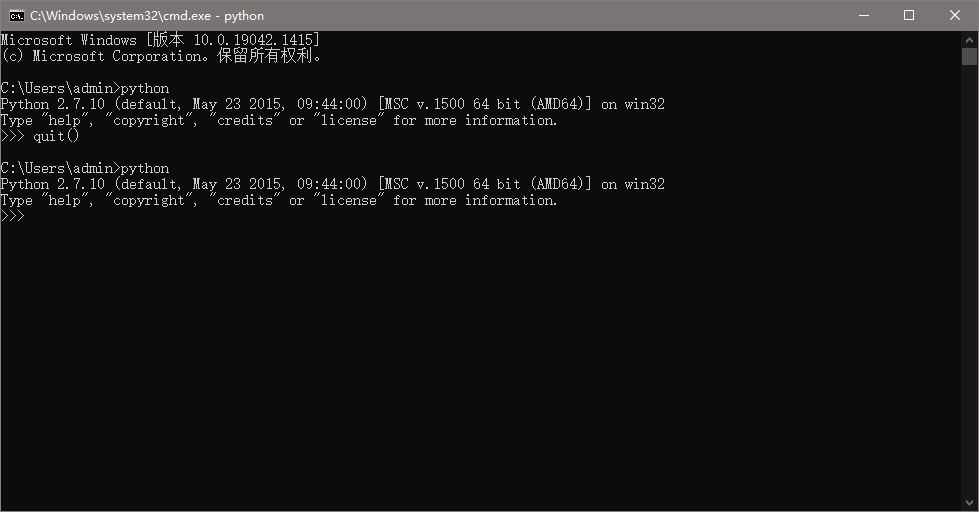 C:\Windows\system32\cmd.exe - python
Microsoft Windows [版本 10.0.19042.1415]
(c) Microsoft Corporation。保留所有权利。
C:\Users\admin>python
Python 2.7.10 (default, May 23 2015, 09:44:00) [MSC v.1500 64 bit (AMD64)] on win32
Type "help", "copyright", "credits" or "license" for more information.
>>> quit()
C:\Users\admin>python
Python 2.7.10 (default, May 23 2015, 09:44:00) [MSC v.1500 64 bit (AMD64)] on win32
Type "help", "copyright", "credits" or "license" for more information.
>>>